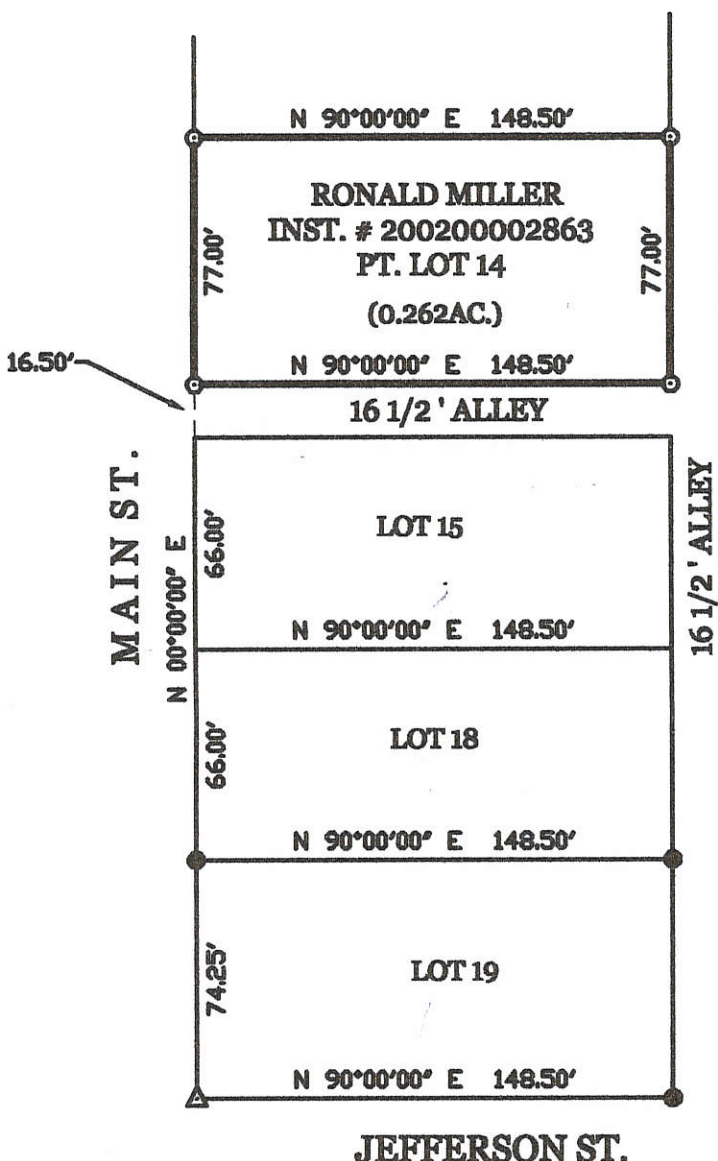 N 90°00'00" E 148.50'
RONALD MILLER
INST. # 200200002863
PT. LOT 14
(0.262AC.)
77.00'
77.00'
N 90°00'00" E 148.50'
16.50'
16 1/2 ' ALLEY
MAIN ST.
N 00°00'00" E
66.00'
LOT 15
16 1/2 ' ALLEY
N 90°00'00" E 148.50'
66.00'
LOT 18
N 90°00'00" E 148.50'
74.25'
LOT 19
N 90°00'00" E 148.50'
JEFFERSON ST.